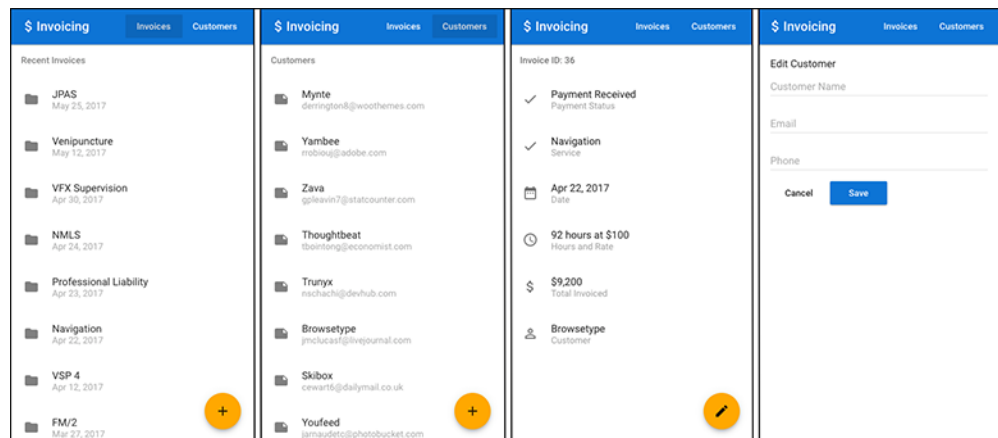 $ Invoicing Invoices Customers
Recent Invoices
JPAS
May 25, 2017
Venipuncture
May 12, 2017
VFX Supervision
Apr 30, 2017
NMLS
Apr 24, 2017
Professional Liability
Apr 23, 2017
Navigation
Apr 22, 2017
VSP 4
Apr 12, 2017
FM/2
Mar 27, 2017
+
$ Invoicing Invoices Customers
Customers
Mynte
derrington8@woothemes.com
Yambee
rrobiouj@adobe.com
Zava
gpleavin7@statcounter.com
Thoughtbeat
tbointong@economist.com
Trunyx
nschachi@devhub.com
Browsetype
jmclucasf@livejournal.com
Skibox
cewart6@dailymail.co.uk
Youfeed
jarnaudetc@photobucket.com
+
$ Invoicing Invoices Customers
Invoice ID: 36
Payment Received
Payment Status
Navigation
Service
Apr 22, 2017
Date
92 hours at $100
Hours and Rate
$ $9,200
Total Invoiced
Browsetype
Customer
$ Invoicing Invoices Customers
Edit Customer
Customer Name
Email
Phone
Cancel Save